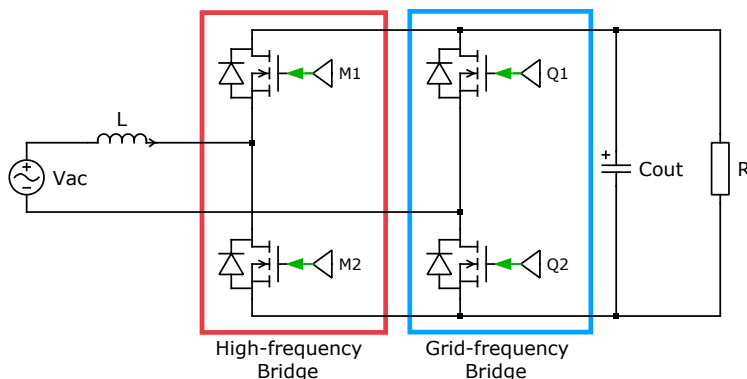 M1
Q1
L
Vac
Cout
R
M2
Q2
High-frequency
Bridge
Grid-frequency
Bridge